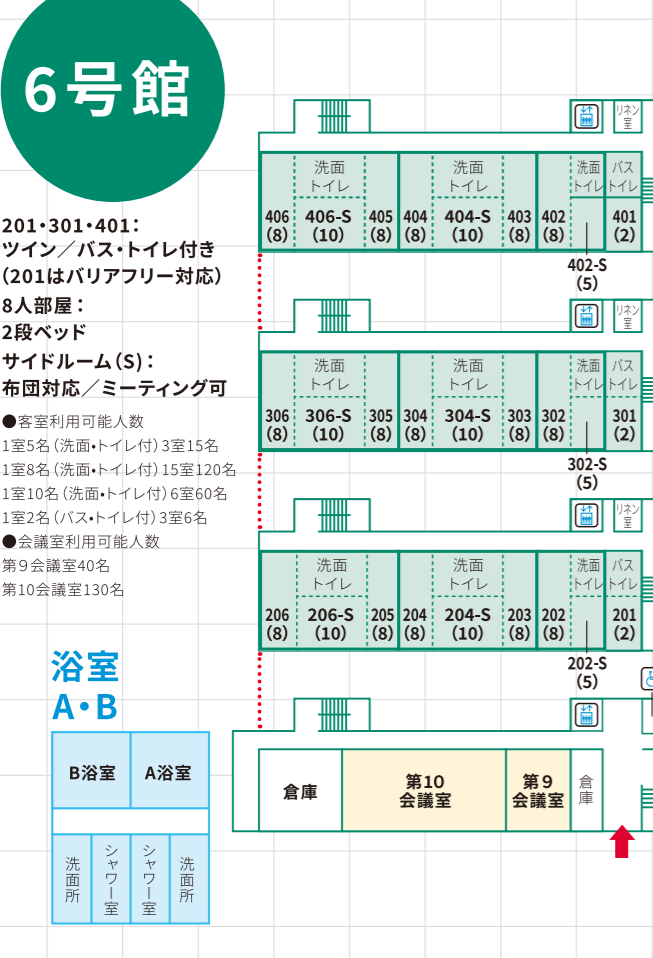 6号館
201・301・401：
ツイン／バス・トイレ付き
（201はバリアフリー対応）
8人部屋：
2段ベッド
サイドルーム（S)：
布団対応／ミーティング可
●客室利用可能人数
1室5名（洗面・トイレ付）3室15名
1室8名（洗面・トイレ付）15室120名
1室10名（洗面・トイレ付）6室60名
1室2名（バス・トイレ付）3室6名
●会議室利用可能人数
第９会議室40名
第10会議室130名
浴室
A・B
B浴室
A浴室
洗面所
シャワー室
シャワー室
洗面所
リネン
室
洗面
トイレ
洗面
トイレ
洗面
トイレ
バス
トイレ
406
（8）
406-S
（10）
405
（8）
404
（8）
404-S
（10）
403
（8）
402
（8）
401
（2）
402-S
（5）
リネン
室
洗面
トイレ
洗面
トイレ
洗面
トイレ
バス
トイレ
306
（8）
306-S
（10）
305
（8）
304
（8）
304-S
（10）
303
（8）
302
（8）
301
（2）
302-S
（5）
リネン
室
洗面
トイレ
洗面
トイレ
洗面
トイレ
バス
トイレ
206
（8）
206-S
（10）
205
（8）
204
（8）
204-S
（10）
203
（8）
202
（8）
201
（2）
202-S
（5）
倉庫
第10
会議室
第９
会議室
倉庫